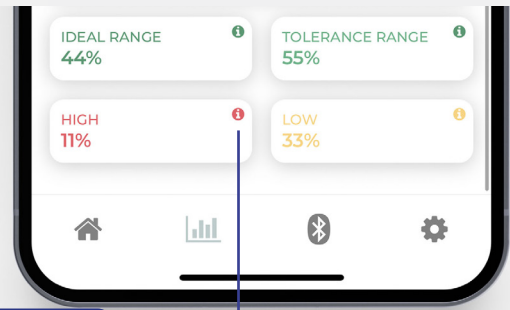 IDEAL RANGE
44%
TOLERANCE RANGE
55%
HIGH
11%
LOW
33%